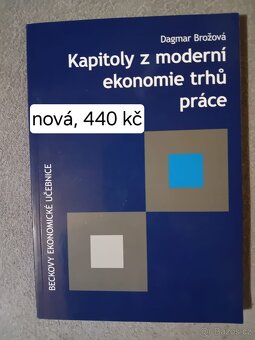 Dagmar Brožová
Kapitoly z moderní
ekonomie trhů
práce
nová, 440 kč
BECKOVY EKONOMICKÉ UČEBNICE